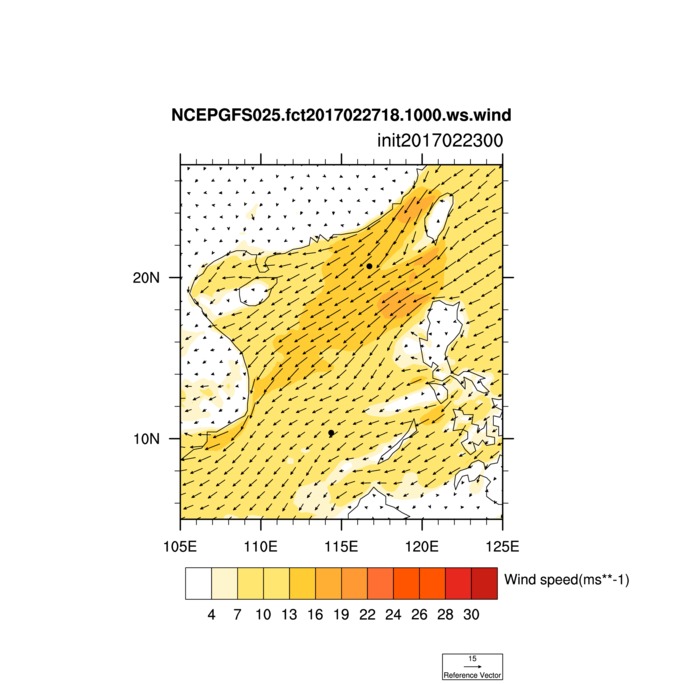 NCEPGFS025.fct2017022718.1000.ws.wind
init2017022300
20N
10N
105E 110E 115E 120E 125E
Wind speed(ms**-1)
4 7 10 13 16 19 22 24 26 28 30
15
Reference Vector